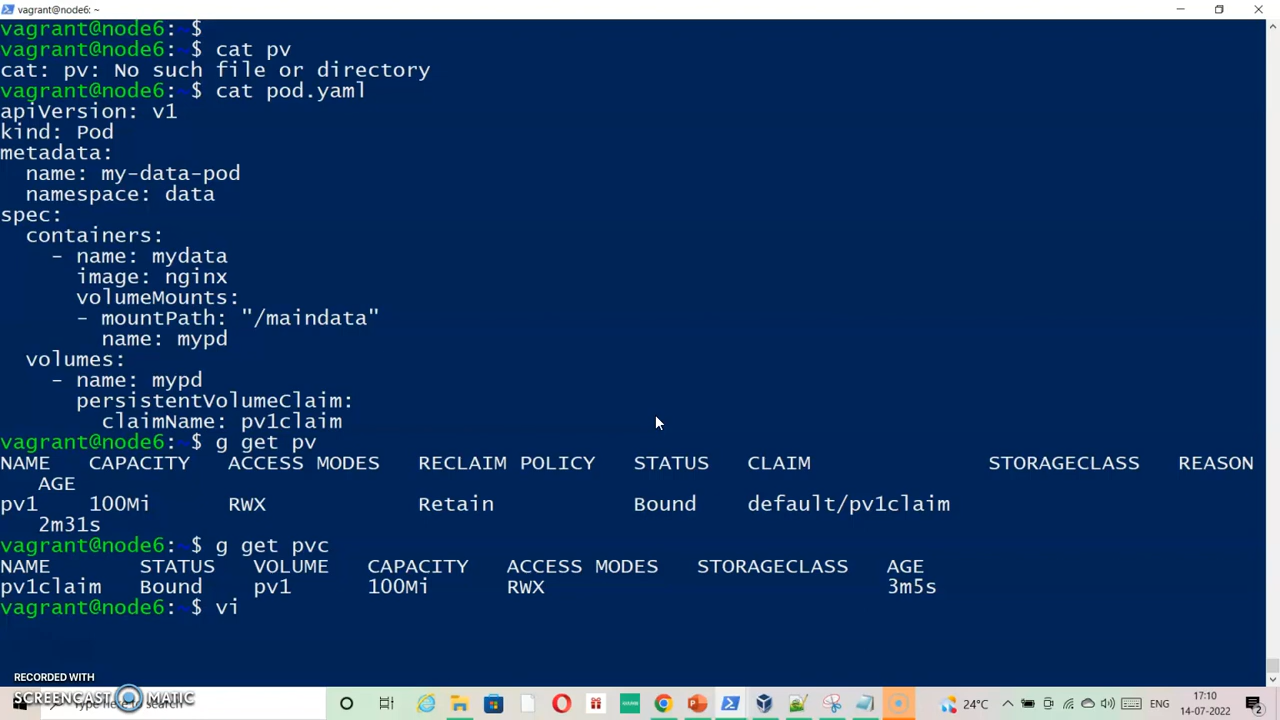 vagrant@node6: ~
vagrant@node6:~$
vagrant@node6:~$ cat pv
cat: pv: No such file or directory
vagrant@node6:~$ cat pod.yaml
apiVersion: v1
kind: Pod
metadata:
  name: my-data-pod
  namespace: data
spec:
  containers:
    - name: mydata
      image: nginx
      volumeMounts:
      - mountPath: "/maindata"
        name: mypd
  volumes:
    - name: mypd
      persistentVolumeClaim:
        claimName: pv1claim
vagrant@node6:~$ g get pv
NAME   CAPACITY   ACCESS MODES   RECLAIM POLICY   STATUS   CLAIM              STORAGECLASS   REASON
   AGE
pv1    100Mi      RWX            Retain           Bound    default/pv1claim
   2m31s
vagrant@node6:~$ g get pvc
NAME       STATUS   VOLUME   CAPACITY   ACCESS MODES   STORAGECLASS   AGE
pv1claim   Bound    pv1      100Mi      RWX                           3m5s
vagrant@node6:~$ vi
RECORDED WITH
SCREENCAST MATIC
24°C
ENG
17:10
14-07-2022
2